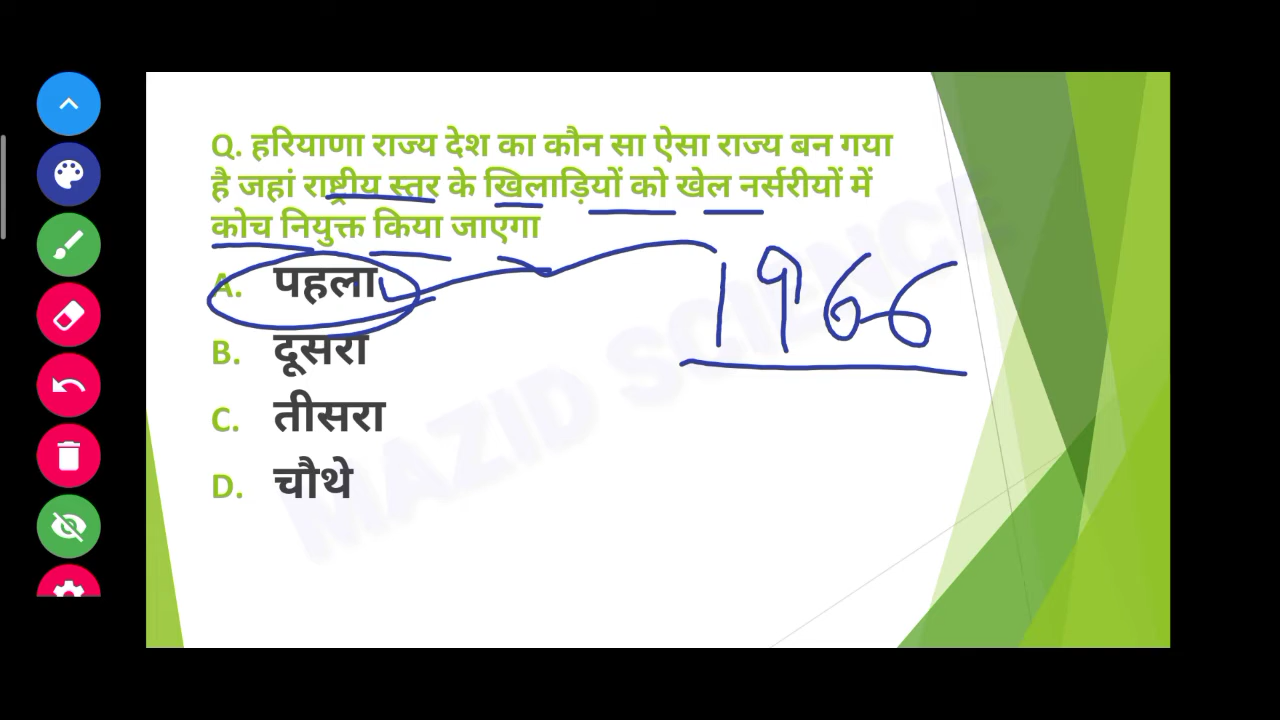 Q. हरियाणा राज्य देश का कौन सा ऐसा राज्य बन गया
है जहां राष्ट्रीय स्तर के खिलाड़ियों को खेल नर्सरीयों में
कोच नियुक्त किया जाएगा
A. पहला
1966
B. दूसरा
C. तीसरा
D. चौथे
MAZID SCIENCE